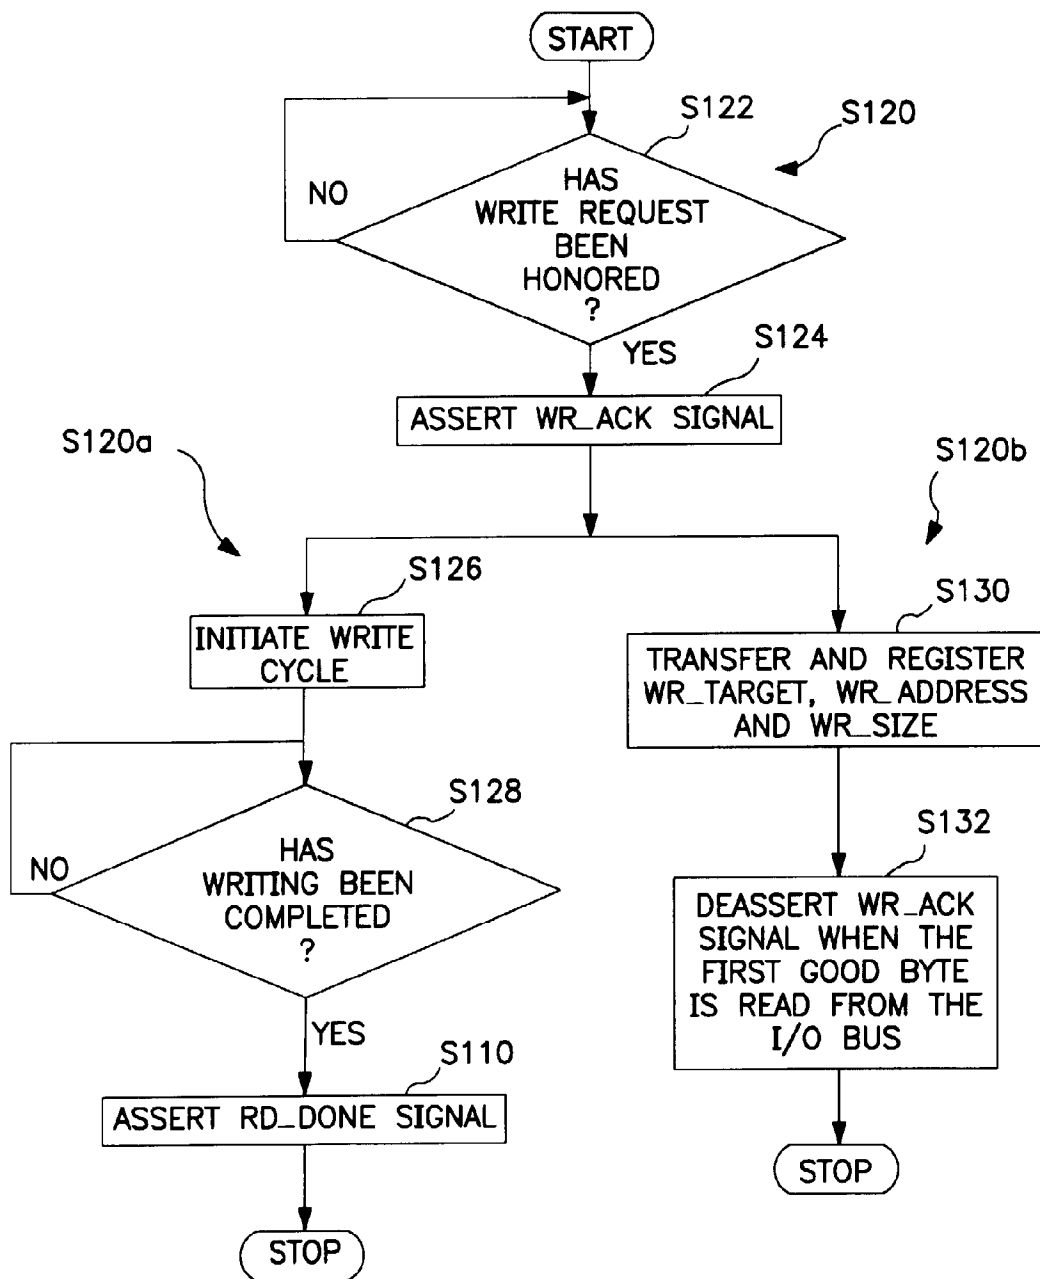 START
S122
S120
NO
HAS
WRITE REQUEST
BEEN
HONORED
?
YES
S124
ASSERT WR_ACK SIGNAL
S120a
S120b
S126
INITIATE WRITE
CYCLE
S130
TRANSFER AND REGISTER
WR_TARGET, WR_ADDRESS
AND WR_SIZE
S128
NO
HAS
WRITING BEEN
COMPLETED
?
YES
S132
DEASSERT WR_ACK
SIGNAL WHEN THE
FIRST GOOD BYTE
IS READ FROM THE
I/O BUS
S110
ASSERT RD_DONE SIGNAL
STOP
STOP